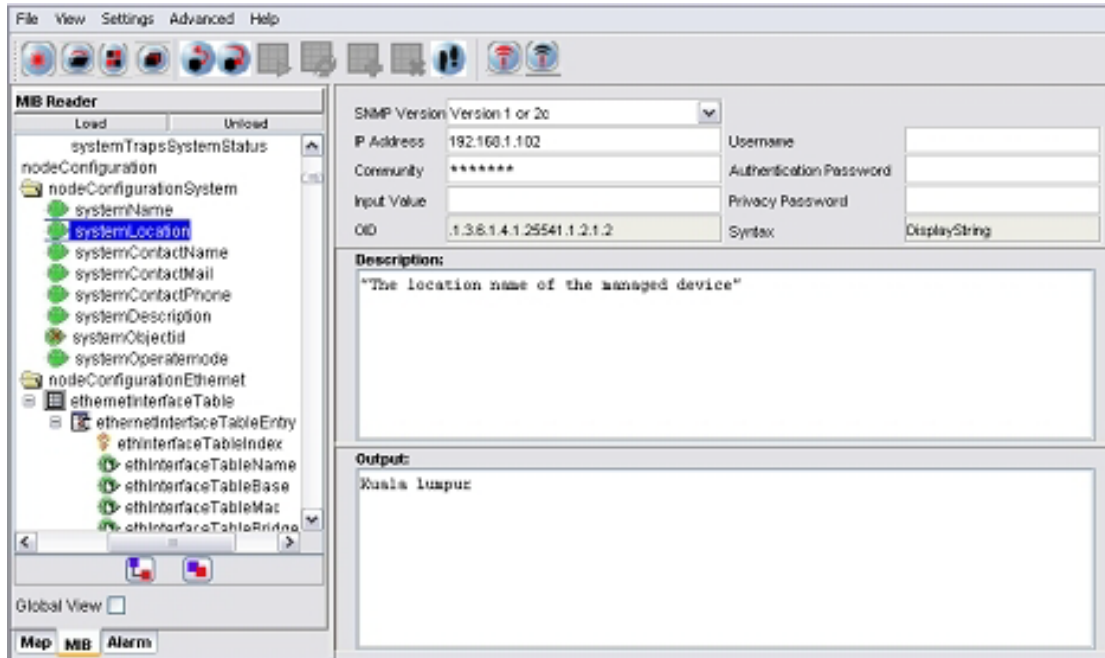 File View Settings Advanced Help
MIB Reader
Load Unload
systemTrapsSystemStatus
nodeConfiguration
nodeConfigurationSystem
systemName
systemLocation
systemContactName
systemContactMail
systemContactPhone
systemDescription
systemObjectid
systemOperatemode
nodeConfigurationEthernet
ethernetInterfaceTable
ethernetInterfaceTableEntry
ethInterfaceTableIndex
ethInterfaceTableName
ethInterfaceTableBase
ethInterfaceTableMac
ethInterfaceTableBridge
Global View
Map MIB Alarm
SNMP Version Version 1 or 2c
IP Address 192.168.1.102 Username
Community ******* Authentication Password
Input Value Privacy Password
OID .1.3.6.1.4.1.25541.1.2.1.2 Syntax DisplayString
Description:
"The location name of the managed device"
Output:
Kuala lumpur